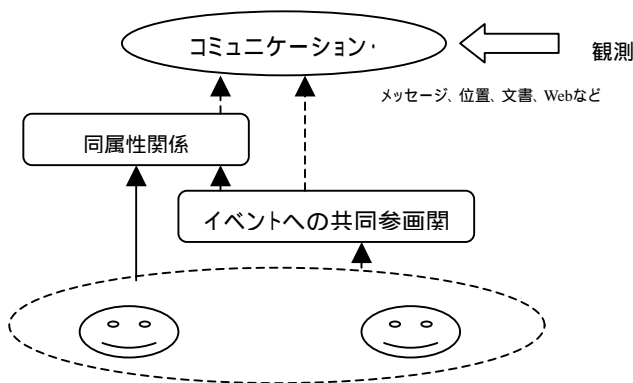 コミュニケーション・
観測
メッセージ、位置、文書、Webなど
同属性関係
イベントへの共同参画関